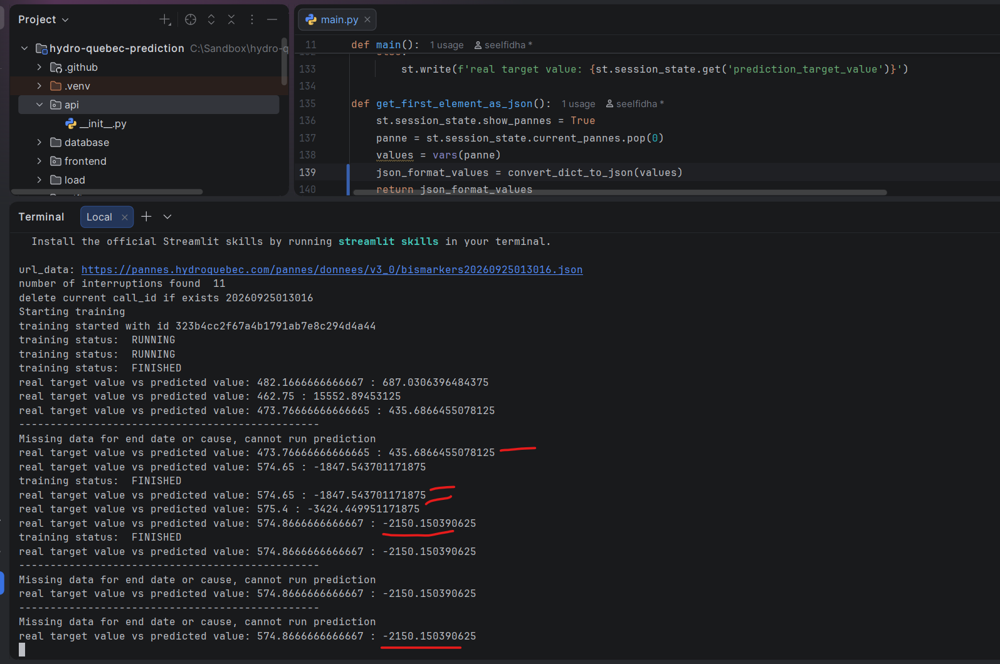 Project
hydro-quebec-prediction C:\Sandbox\hydro-q
.github
.venv
api
__init__.py
database
frontend
load
main.py
11 def main(): 1 usage seelfidha *
133 st.write(f'real target value: {st.session_state.get('prediction_target_value')}')
134
135 def get_first_element_as_json(): 1 usage seelfidha *
136 st.session_state.show_pannes = True
137 panne = st.session_state.current_pannes.pop(0)
138 values = vars(panne)
139 json_format_values = convert_dict_to_json(values)
140 return json_format_values
Terminal Local
Install the official Streamlit skills by running streamlit skills in your terminal.
url_data: https://pannes.hydroquebec.com/pannes/donnees/v3_0/bismarkers20260925013016.json
number of interruptions found  11
delete current call_id if exists 20260925013016
Starting training
training started with id 323b4cc2f67a4b1791ab7e8c294d4a44
training status:  RUNNING
training status:  RUNNING
training status:  FINISHED
real target value vs predicted value: 482.1666666666667 : 687.0306396484375
real target value vs predicted value: 462.75 : 15552.89453125
real target value vs predicted value: 473.76666666666665 : 435.6866455078125
------------------------------------------------
Missing data for end date or cause, cannot run prediction
real target value vs predicted value: 473.76666666666665 : 435.6866455078125
real target value vs predicted value: 574.65 : -1847.543701171875
training status:  FINISHED
real target value vs predicted value: 574.65 : -1847.543701171875
real target value vs predicted value: 575.4 : -3424.449951171875
real target value vs predicted value: 574.8666666666667 : -2150.150390625
training status:  FINISHED
real target value vs predicted value: 574.8666666666667 : -2150.150390625
------------------------------------------------
Missing data for end date or cause, cannot run prediction
real target value vs predicted value: 574.8666666666667 : -2150.150390625
------------------------------------------------
Missing data for end date or cause, cannot run prediction
real target value vs predicted value: 574.8666666666667 : -2150.150390625